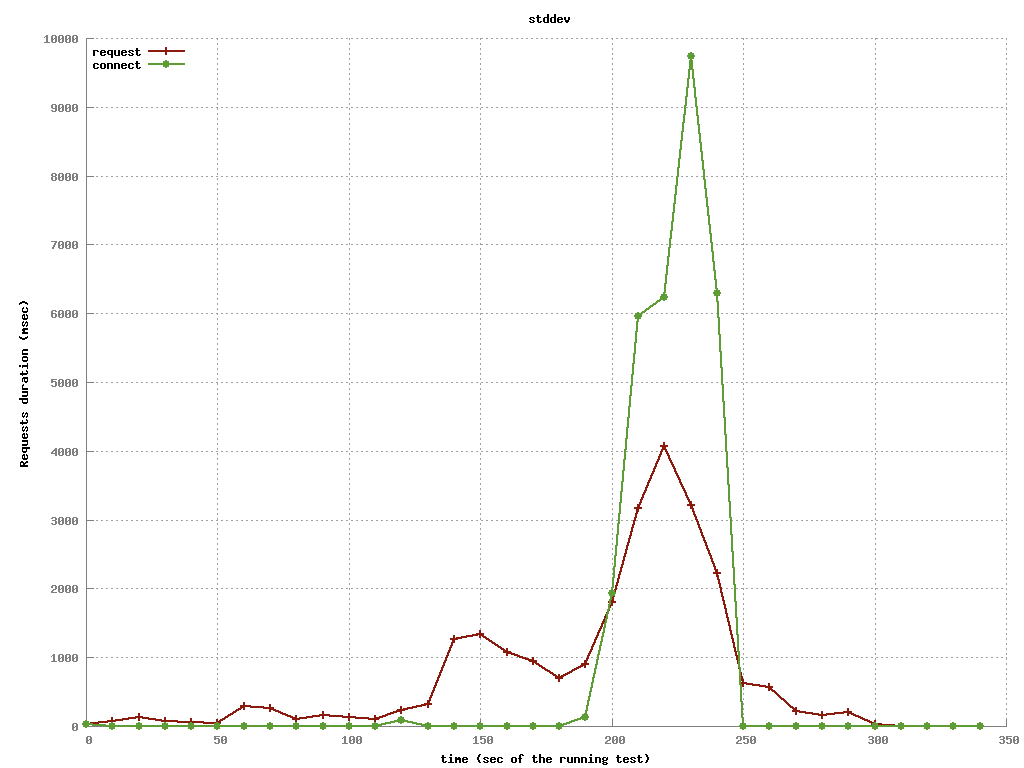 stddev
request
connect
10000
9000
8000
7000
6000
5000
4000
3000
2000
1000
0
Requests duration (msec)
0 50 100 150 200 250 300 350
time (sec of the running test)